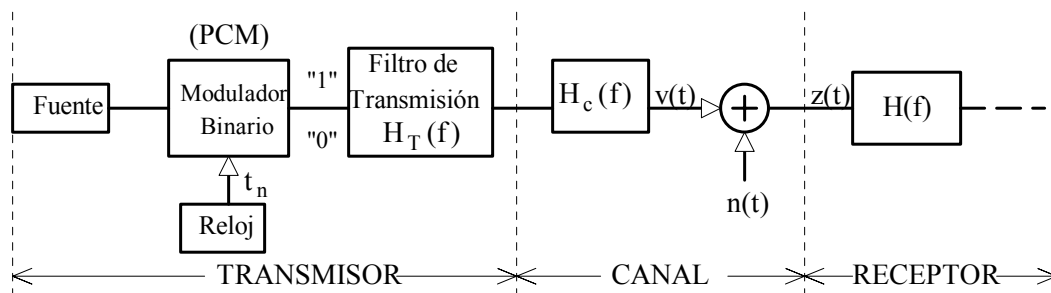 (PCM)
Fuente
Modulador
Binario
"1"
"0"
Filtro de
Transmisión
H_T(f)
H_c(f)
v(t)
+
z(t)
H(f)
t_n
Reloj
n(t)
TRANSMISOR
CANAL
RECEPTOR